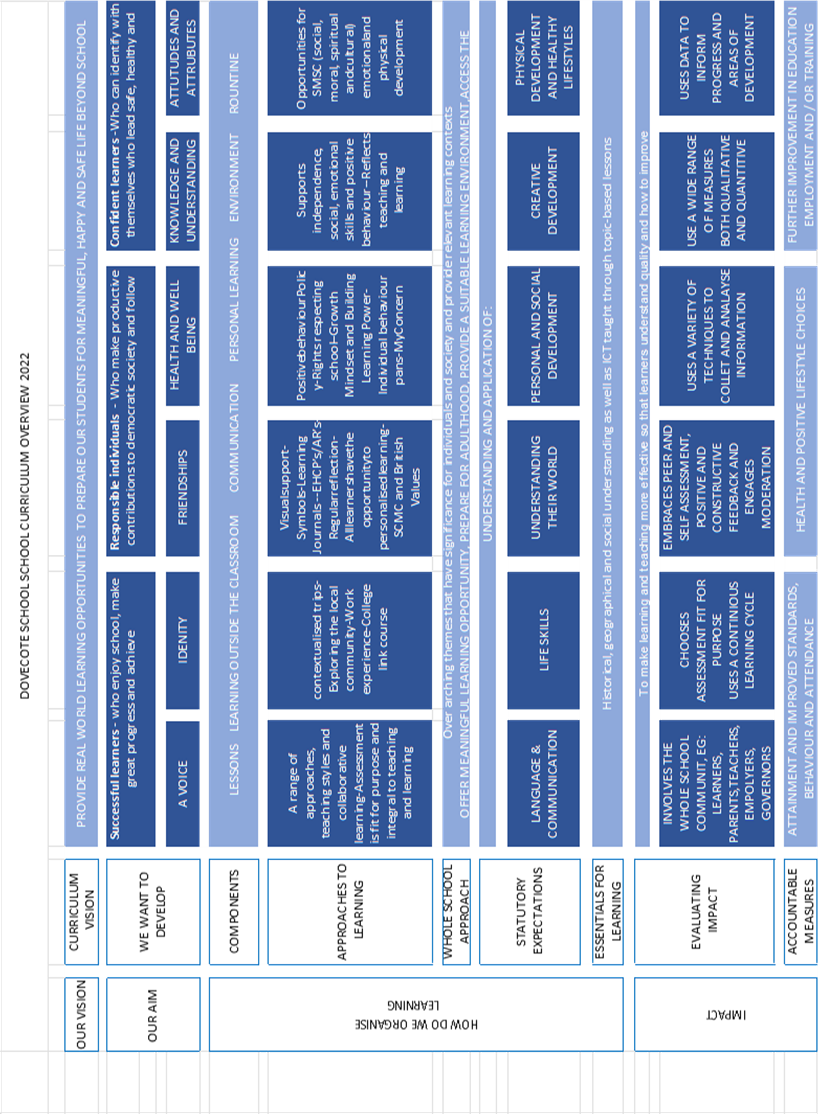 DOVECOTE SCHOOL SCHOOL CURRICULUM OVERVIEW 2022
OUR VISION
CURRICULUM
VISION
PROVIDE REAL WORLD LEARNING OPPORTUNITIES TO PREPARE OUR STUDENTS FOR MEANINGFUL, HAPPY AND SAFE LIFE BEYOND SCHOOL
OUR AIM
WE WANT TO
DEVELOP
Successful learners - who enjoy school, make
great progress and achieve
Responsible individuals - Who make productive
contributions to democratic society and follow
Confident learners -Who can identify with
themselves who lead safe, healthy and
A VOICE
IDENITY
FRIENDSHIPS
HEALTH AND WELL
BEING
KNOWLEDGE AND
UNDERSTANDING
ATTUTUDES AND
ATTRUBUTES
HOW DO WE ORGANISE
LEARNING
COMPONENTS
LESSONS LEARNING OUTSIDE THE CLASSROOM COMMUNICATION PERSONAL LEARNING ENVIRONMENT ROUNTINE
APPROACHES TO
LEARNING
A range of
approaches,
teaching styles and
collaborative
learning-Assessment
is fit for purpose and
integral to teaching
and learning
contextualised trips-
Exploring the local
community-Work
experience-College
link course
Visualsupport-
Symbols-Learning
Journals--EHCP's/AR's-
Regularreflection-
Alllearnershavethe
opportunityto
personalisedlearning-
SCMC and British
Values
PositivebehaviourPolic
y-Rightsrespecting
school-Growth
Mindset and Building
Learning Power-
Individual behaviour
pans-MyConcern
Supports
independence,
social, emotional
skills and positive
behaviour–Reflects
teaching and
learning
Opportunities for
SMSC (social,
moral, spiritual
andcultural)
emotionaland
physical
development
WHOLE SCHOOL
APPROACH
Over arching themes that have significance for individuals and society and provide relevant learning contexts
OFFER MEANINGFUL LEARNING OPPORTUNITY, PREPARE FOR ADULTHOOD, PROVIDE A SUITABLE LEARNING ENVIRONMENT, ACCESS THE
STATUTORY
EXPECTATIONS
UNDERSTANDING AND APPLICATION OF:
LANGUAGE &
COMMUNICATION
LIFE SKILLS
UNDERSTANDING
THEIR WORLD
PERSONAL AND SOCIAL
DEVELOPMENT
CREATIVE
DEVELOPMENT
PHYSICAL
DEVELOPMENT
AND HEALTHY
LIFESTYLES
ESSENTIALS FOR
LEARNING
Historical, geographical and social understanding as well as ICT taught through topic-based lessons
IMPACT
EVALUATING
IMPACT
To make learning and teaching more effective so that learners understand quality and how to improve
INVOLVES THE
WHOLE SCHOOL
COMMUNIT, EG:
LEARNERS,
PARENTS,TEACHERS,
EMPOLYERS,
GOVERNORS
CHOOSES
ASSESSMENT FIT FOR
PURPOSE
USES A CONTINIOUS
LEARNING CYCLE
EMBRACES PEER AND
SELF ASSESSMENT,
POSITIVE AND
CONSTRUCTIVE
FEEDBACK AND
ENGAGES
MODERATION
USES A VARIETY OF
TECHNIQUES TO
COLLET AND ANALYSE
INFORMATION
USE A WIDE RANGE
OF MEASURES
BOTH QUALITATIVE
AND QUANTITIVE
USES DATA TO
INFORM
PROGRESS AND
AREAS OF
DEVELOPMENT
ACCOUNTABLE
MEASURES
ATTAINMENT AND IMPROVED STANDARDS,
BEHAVIOUR AND ATTENDANCE
HEALTH AND POSITIVE LIFESTYLE CHOICES
FURTHER IMPROVEMENT IN EDUCATION
EMPLOYMENT AND / OR TRAINING